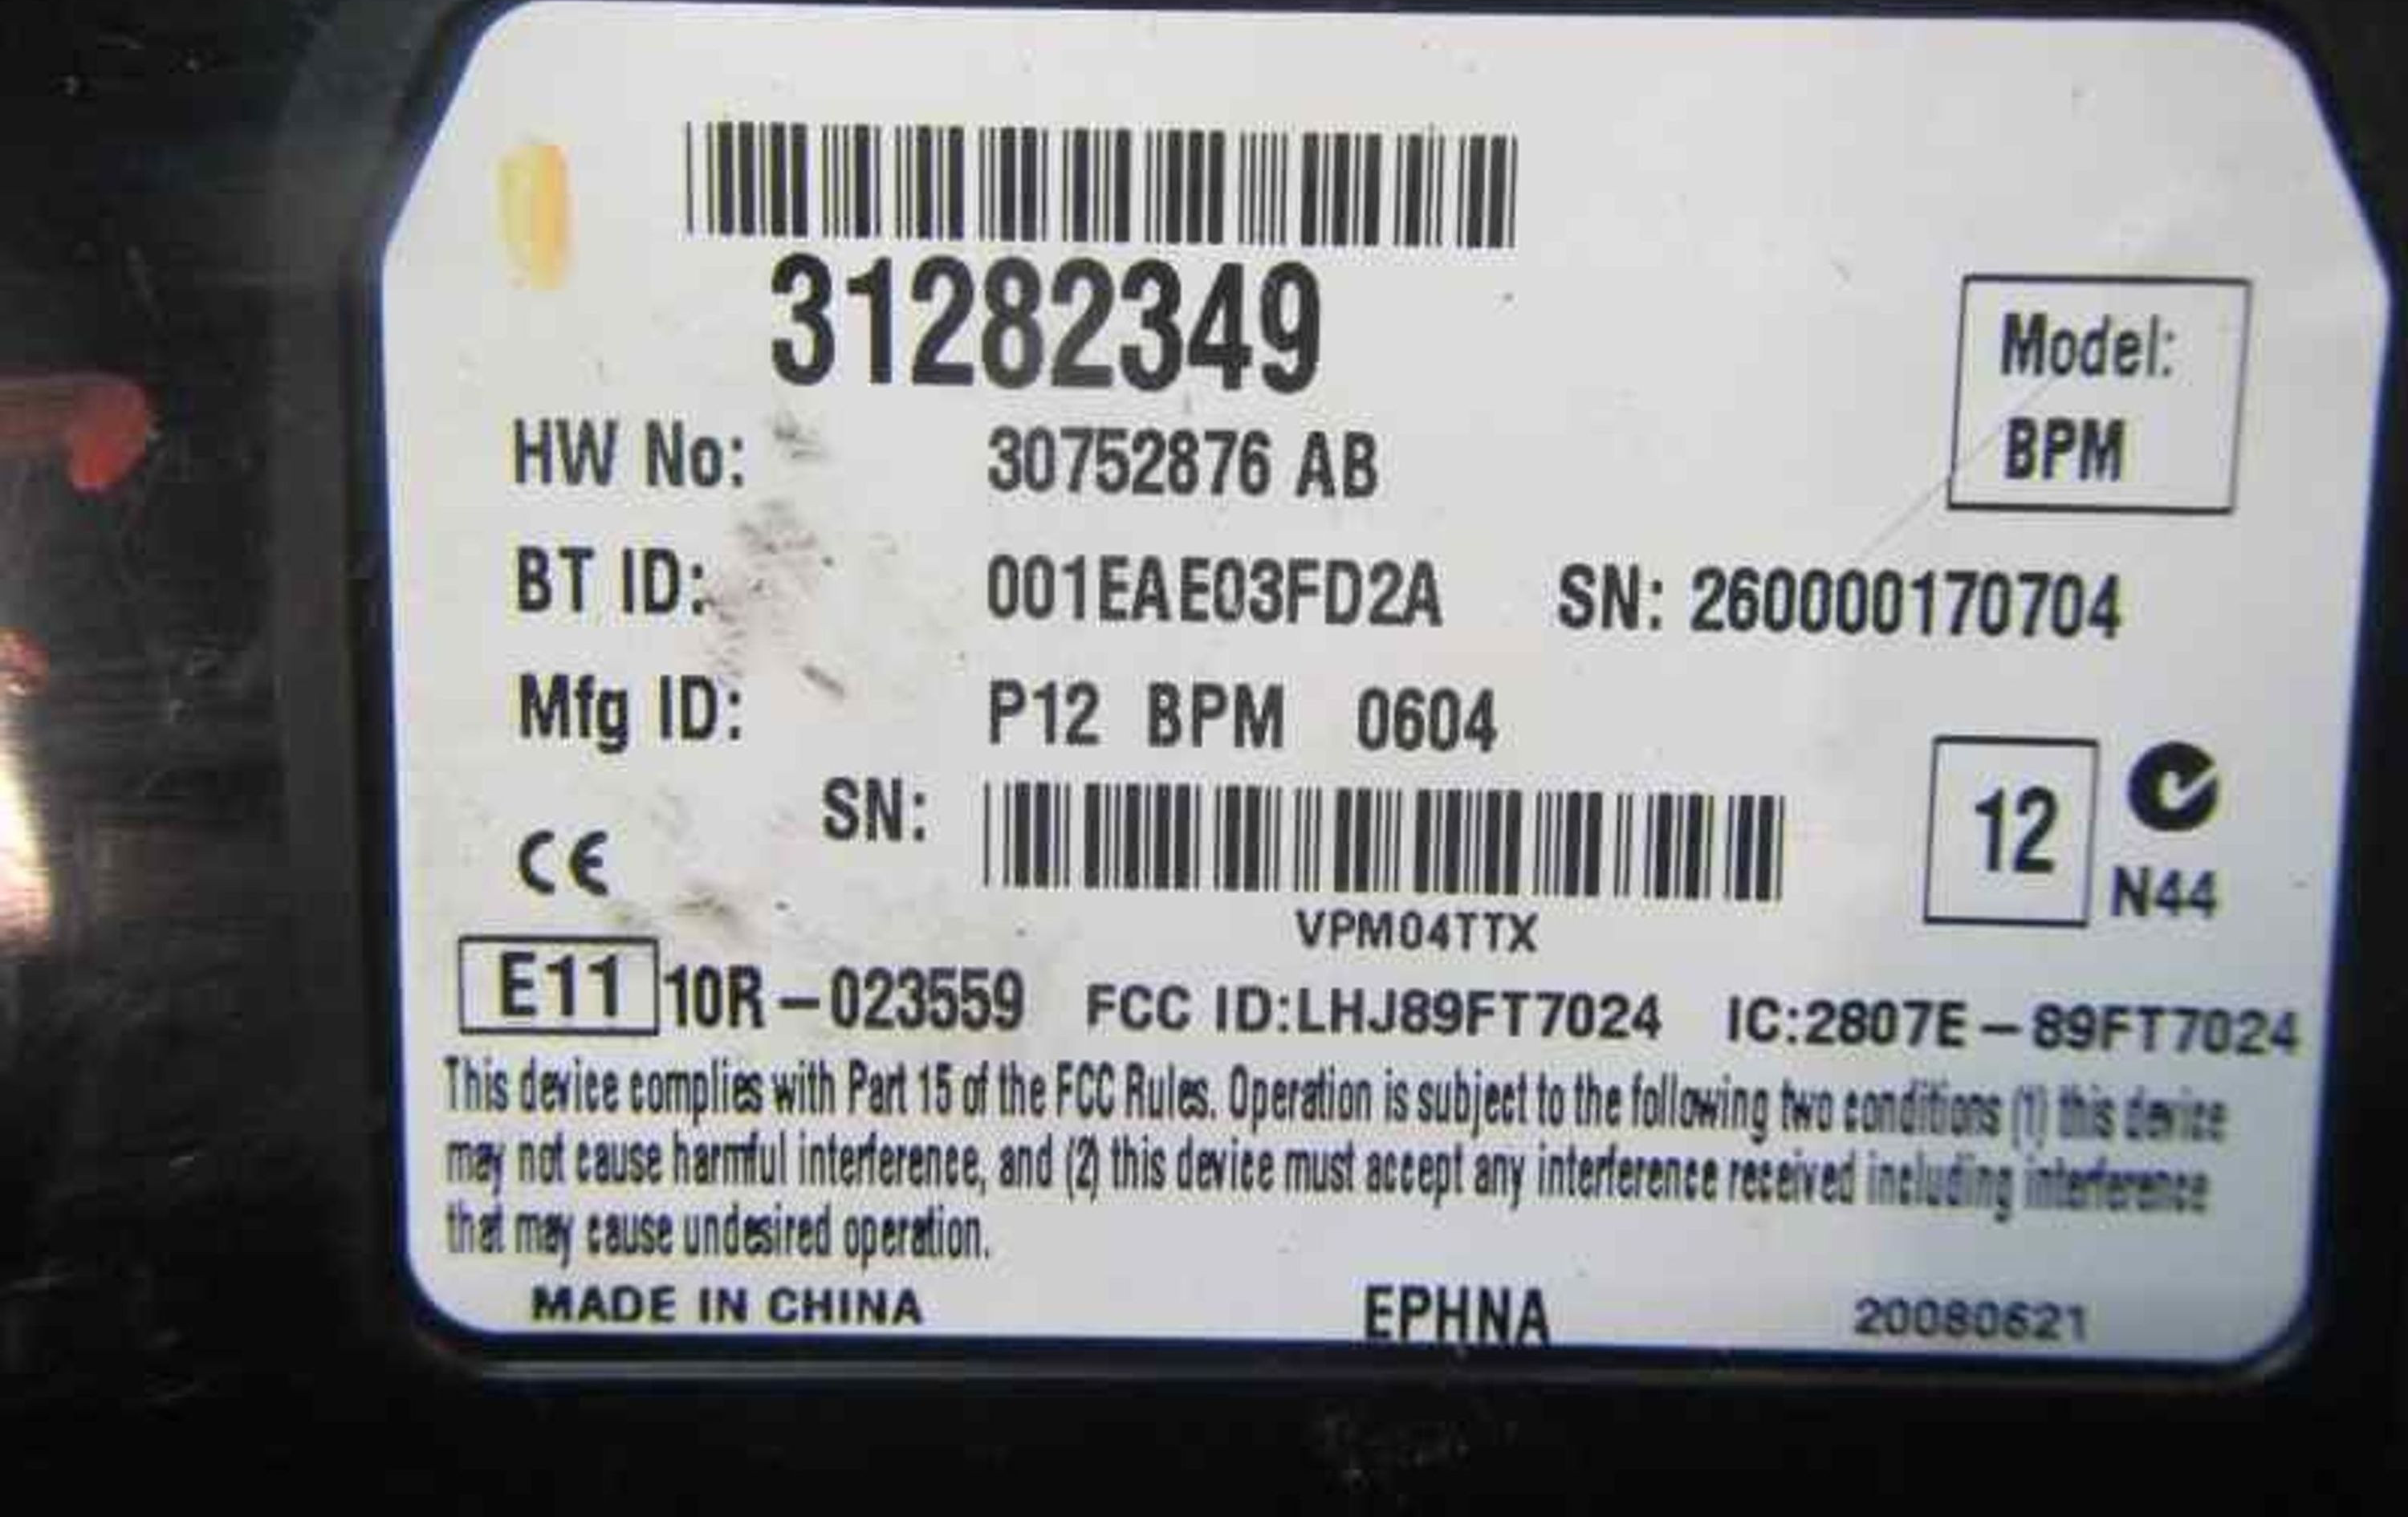 31282349
Model:
BPM
HW No: 30752876 AB
BT ID: 001EAE03FD2A SN: 260000170704
Mfg ID: P12 BPM 0604
SN:
VPM04TTX
CE
12
N44
E11 10R-023559 FCC ID:LHJ89FT7024 IC:2807E-89FT7024
This device complies with Part 15 of the FCC Rules. Operation is subject to the following two conditions (1) this device
may not cause harmful interference, and (2) this device must accept any interference received including interference
that may cause undesired operation.
MADE IN CHINA EPHNA 20080621